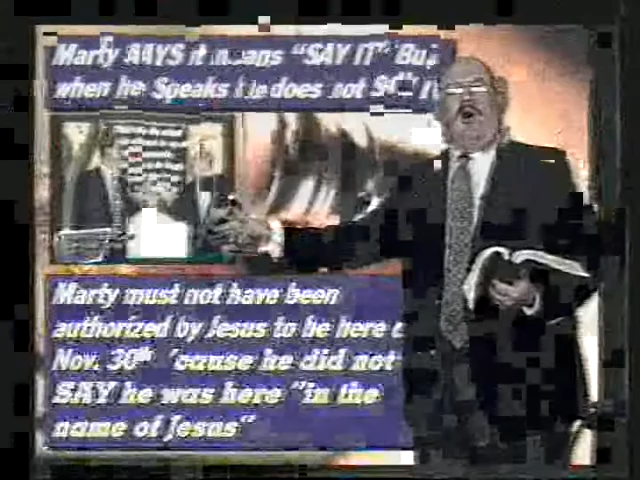 Marty SAYS it means "SAY IT" But
when he Speaks he does not SAY IT
Marty must not have been
authorized by Jesus to be here
Nov. 30th 'cause he did not
SAY he was here "in the
name of Jesus"